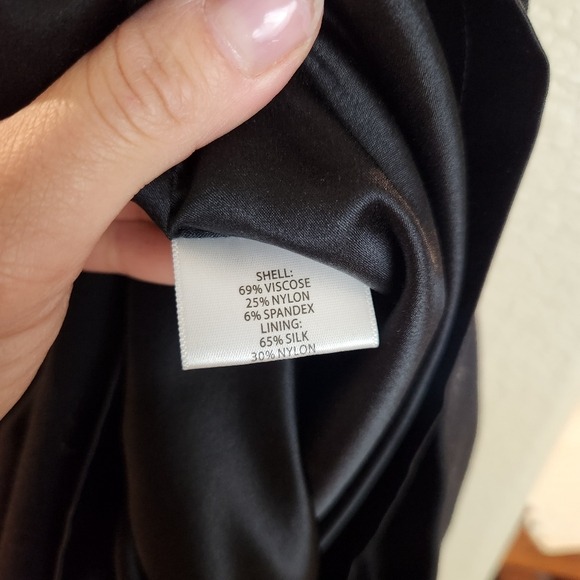 SHELL:
69% VISCOSE
25% NYLON
6% SPANDEX
LINING:
65% SILK
30% NYLON